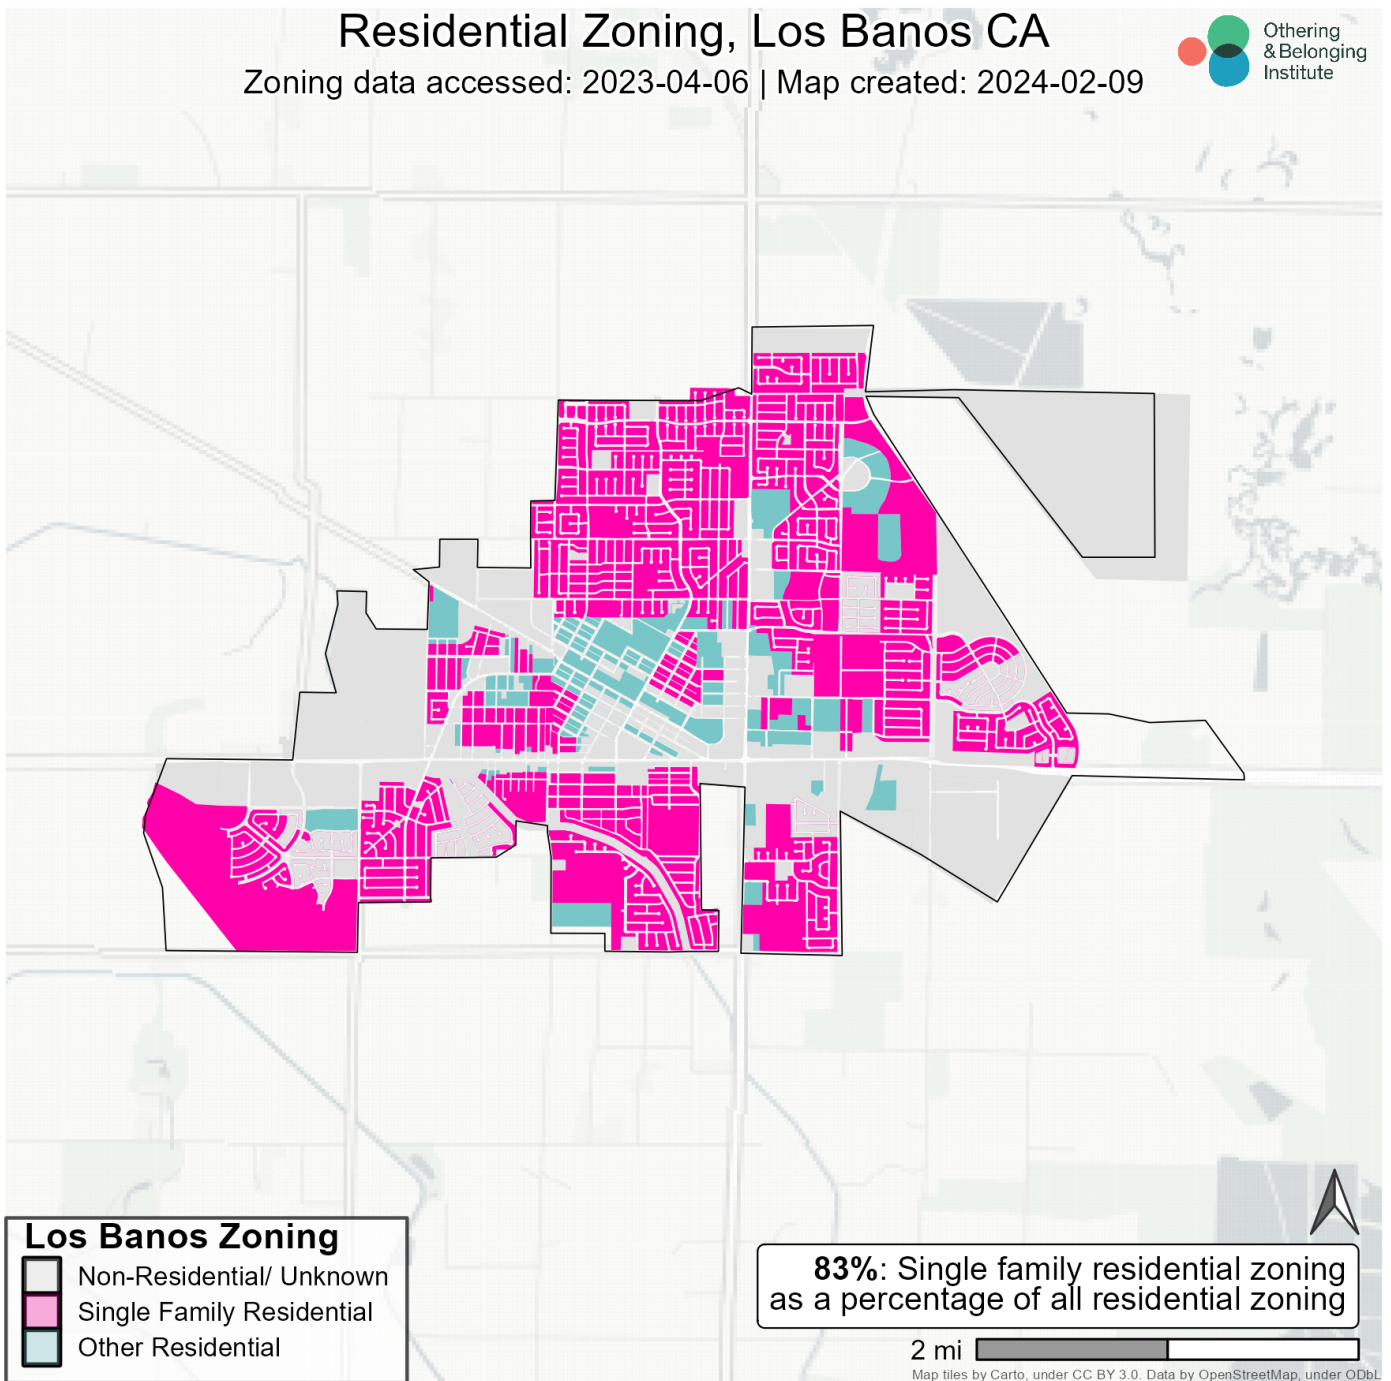 Residential Zoning, Los Banos CA
Zoning data accessed: 2023-04-06 | Map created: 2024-02-09
Othering
& Belonging
Institute
Los Banos Zoning
Non-Residential/ Unknown
Single Family Residential
Other Residential
83%: Single family residential zoning
as a percentage of all residential zoning
2 mi
Map tiles by Carto, under CC BY 3.0. Data by OpenStreetMap, under ODbL